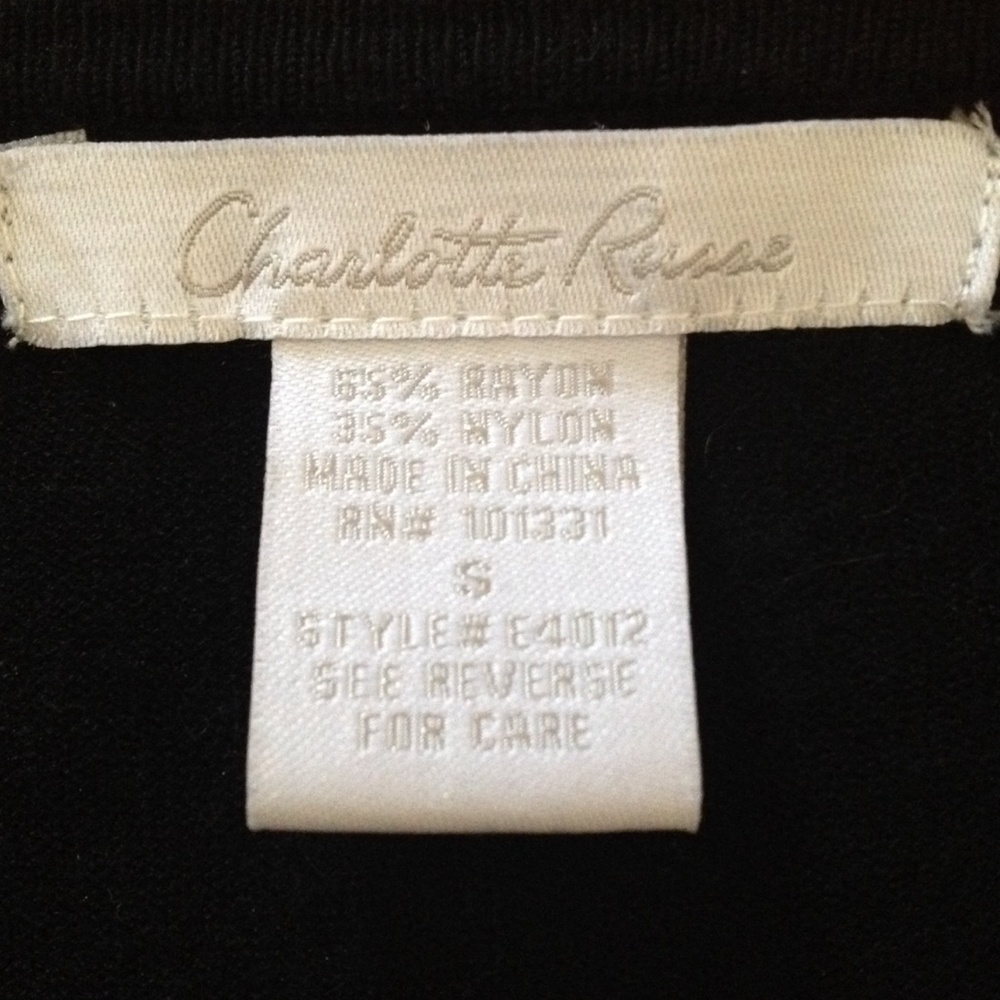 Charlotte Russe
65% RAYON
35% NYLON
MADE IN CHINA
RN# 101331
S
STYLE# E4012
SEE REVERSE
FOR CARE